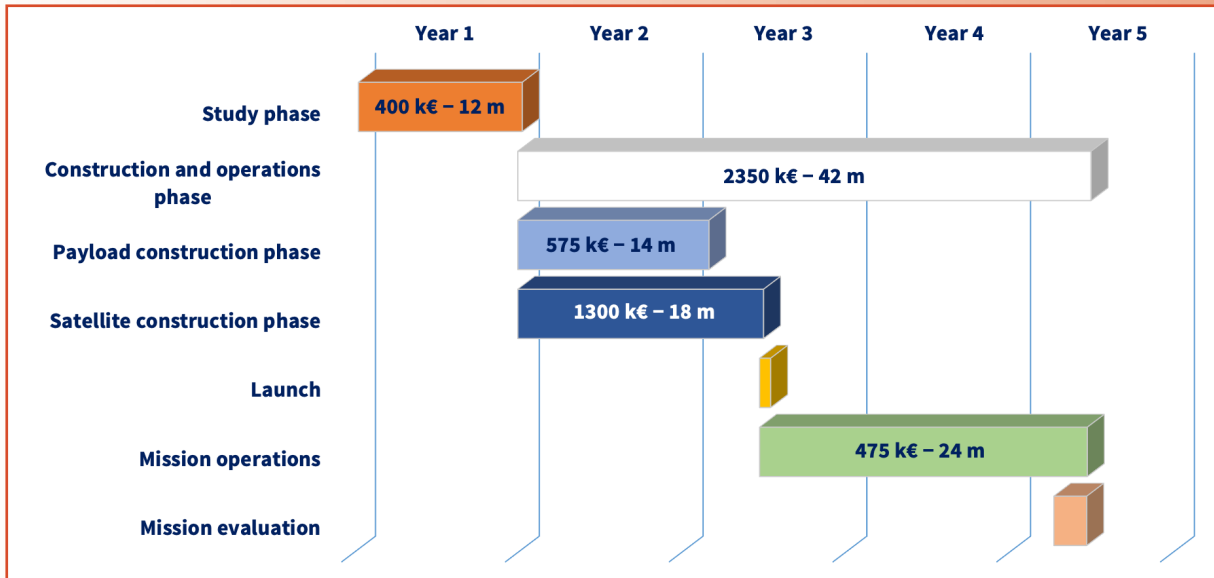 Year 1 Year 2 Year 3 Year 4 Year 5
Study phase
400 k€ – 12 m
Construction and operations
phase
2350 k€ – 42 m
Payload construction phase
575 k€ – 14 m
Satellite construction phase
1300 k€ – 18 m
Launch
Mission operations
475 k€ – 24 m
Mission evaluation